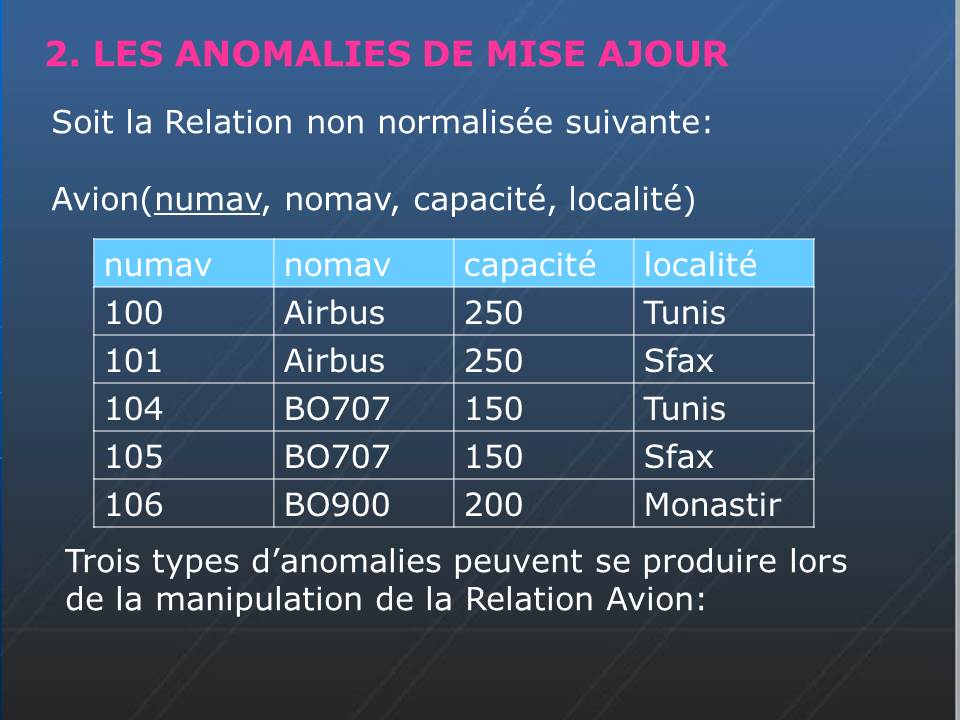 2. LES ANOMALIES DE MISE AJOUR
Soit la Relation non normalisée suivante:
Avion(numav, nomav, capacité, localité)
numav nomav capacité localité
100 Airbus 250 Tunis
101 Airbus 250 Sfax
104 BO707 150 Tunis
105 BO707 150 Sfax
106 BO900 200 Monastir
Trois types d’anomalies peuvent se produire lors
de la manipulation de la Relation Avion: